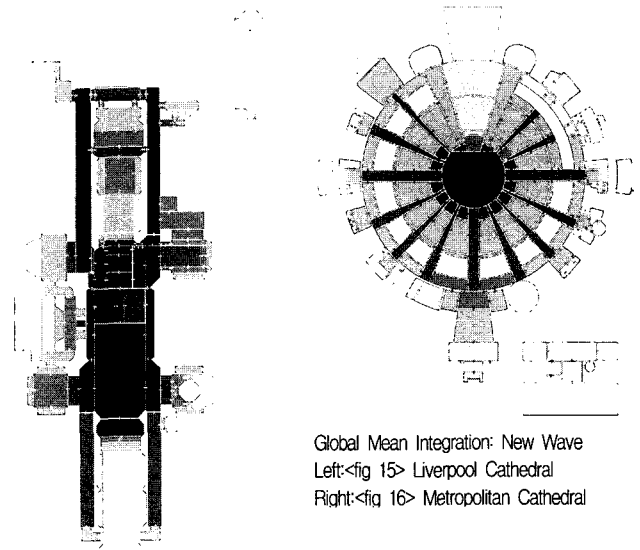 Global Mean Integration: New Wave
Left:<fig 15> Liverpool Cathedral
Right:<fig 16> Metropolitan Cathedral